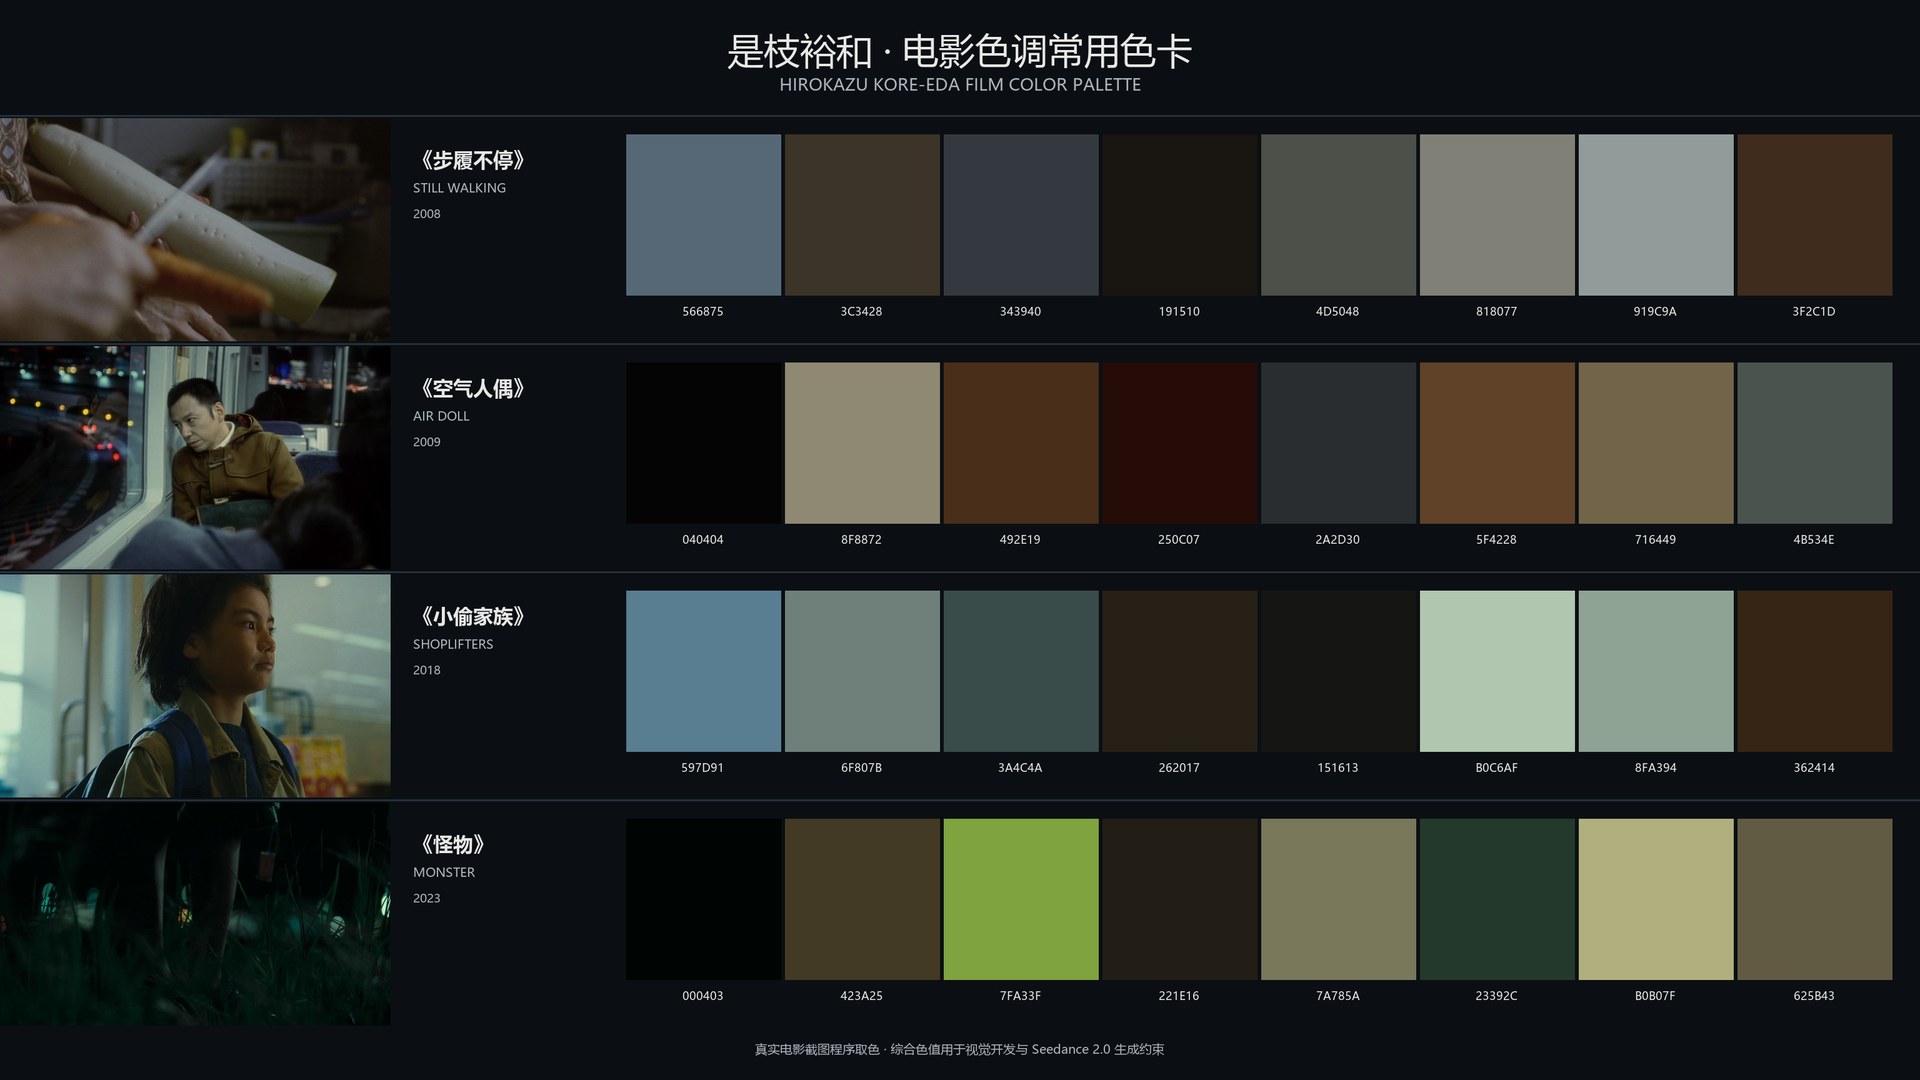 是枝裕和 · 电影色调常用色卡
HIROKAZU KORE-EDA FILM COLOR PALETTE
《步履不停》
STILL WALKING
2008
566875 3C3428 343940 191510 4D5048 818077 919C9A 3F2C1D
《空气人偶》
AIR DOLL
2009
040404 8F8872 492E19 250C07 2A2D30 5F4228 716449 4B534E
《小偷家族》
SHOPLIFTERS
2018
597D91 6F807B 3A4C4A 262017 151613 B0C6AF 8FA394 362414
《怪物》
MONSTER
2023
000403 423A25 7FA33F 221E16 7A785A 23392C B0B07F 625B43
真实电影截图程序取色 · 综合色值用于视觉开发与 Seedance 2.0 生成约束